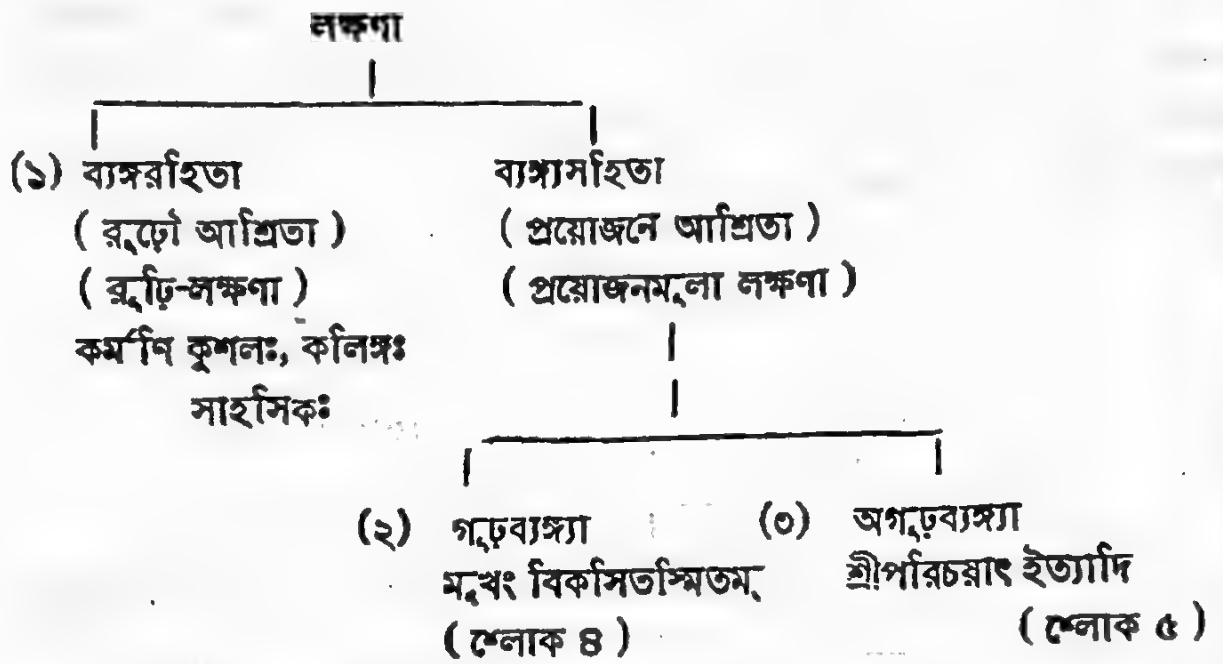 লক্ষণা
(১) ব্যঙ্গরহিতা
( রূঢ়ৌ আশ্রিতা )
( রূঢ়ি-লক্ষণা )
কর্মণি কুশলঃ, কলিঙ্গঃ
সাহসিকঃ
ব্যঙ্গ্যসহিতা
( প্রয়োজনে আশ্রিতা )
( প্রয়োজনমূলা লক্ষণা )
(২) গূঢ়ব্যঙ্গ্যা
মুখং বিকসিতস্মিতম্
( শ্লোক ৪ )
(৩) অগূঢ়ব্যঙ্গ্যা
শ্রীপরিচয়াৎ ইত্যাদি
( শ্লোক ৫ )